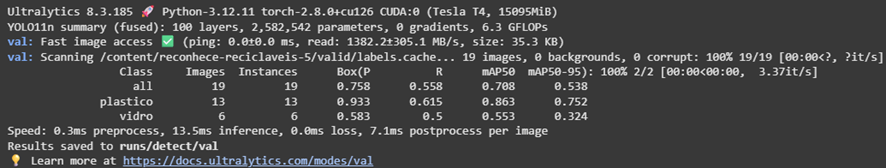 Ultralytics 8.3.185 🚀 Python-3.12.11 torch-2.8.0+cu126 CUDA:0 (Tesla T4, 15095MiB)
YOLO11n summary (fused): 100 layers, 2,582,542 parameters, 0 gradients, 6.3 GFLOPs
val: Fast image access ✅ (ping: 0.0±0.0 ms, read: 1382.2±305.1 MB/s, size: 35.3 KB)
val: Scanning /content/reconhece-reciclaveis-5/valid/labels.cache... 19 images, 0 backgrounds, 0 corrupt: 100% 19/19 [00:00<?, ?it/s]
Class Images Instances Box(P R mAP50 mAP50-95): 100% 2/2 [00:00<00:00, 3.37it/s]
all 19 19 0.758 0.558 0.708 0.538
plastico 13 13 0.933 0.615 0.863 0.752
vidro 6 6 0.583 0.5 0.553 0.324
Speed: 0.3ms preprocess, 13.5ms inference, 0.0ms loss, 7.1ms postprocess per image
Results saved to runs/detect/val
💡 Learn more at https://docs.ultralytics.com/modes/val